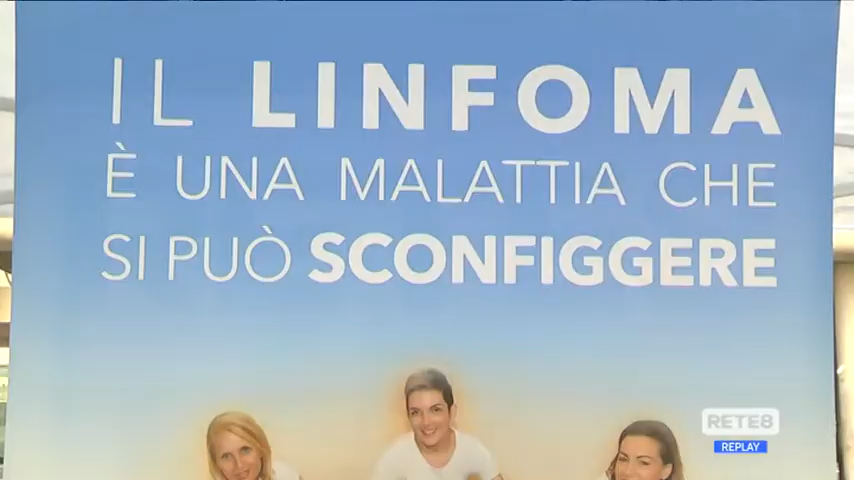 IL LINFOMA
È UNA MALATTIA CHE
SI PUÒ SCONFIGGERE
RETE8
REPLAY